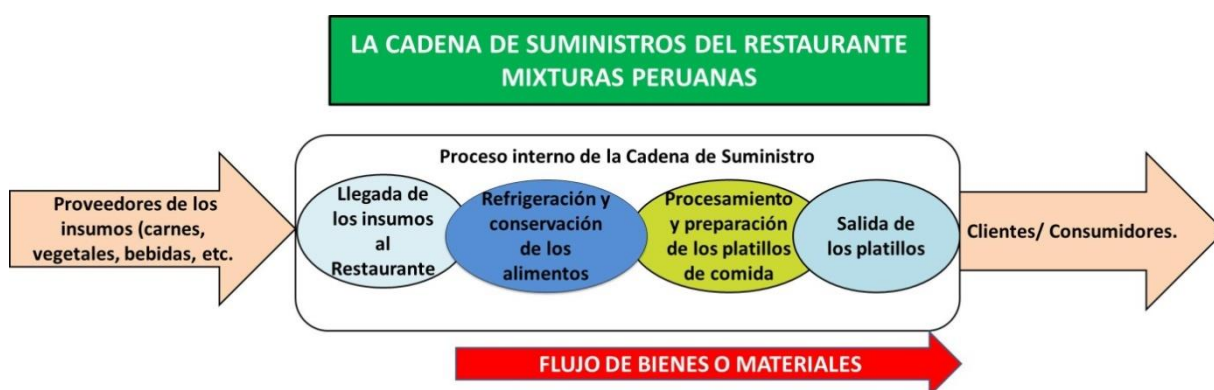 LA CADENA DE SUMINISTROS DEL RESTAURANTE
MIXTURAS PERUANAS
Proceso interno de la Cadena de Suministro
Proveedores de los
insumos (carnes,
vegetales, bebidas, etc.
Llegada de
los insumos
al
Restaurante
Refrigeración y
conservación
de los
alimentos
Procesamiento
y preparación
de los platillos
de comida
Salida de
los platillos
Clientes/ Consumidores.
FLUJO DE BIENES O MATERIALES